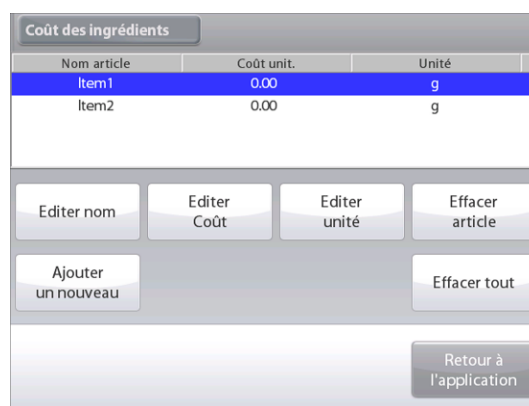 Coût des ingrédients
Nom article Coût unit. Unité
Item1 0.00 g
Item2 0.00 g
Editer nom
Editer
Coût
Editer
unité
Effacer
article
Ajouter
un nouveau
Effacer tout
Retour à
l'application